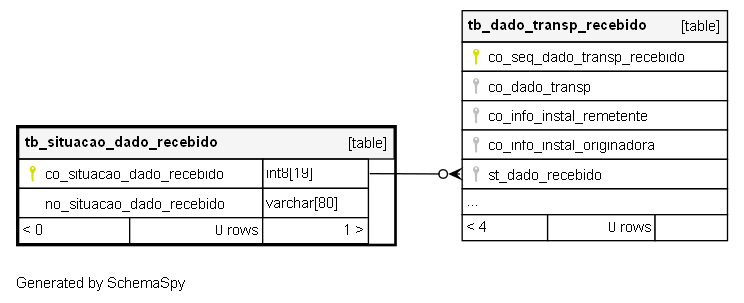 tb_dado_transp_recebido [table]
co_seq_dado_transp_recebido
co_dado_transp
co_info_instal_remetente
co_info_instal_originadora
st_dado_recebido
...
< 4 0 rows
tb_situacao_dado_recebido [table]
co_situacao_dado_recebido int8[19]
no_situacao_dado_recebido varchar[80]
< 0 0 rows 1 >
Generated by SchemaSpy